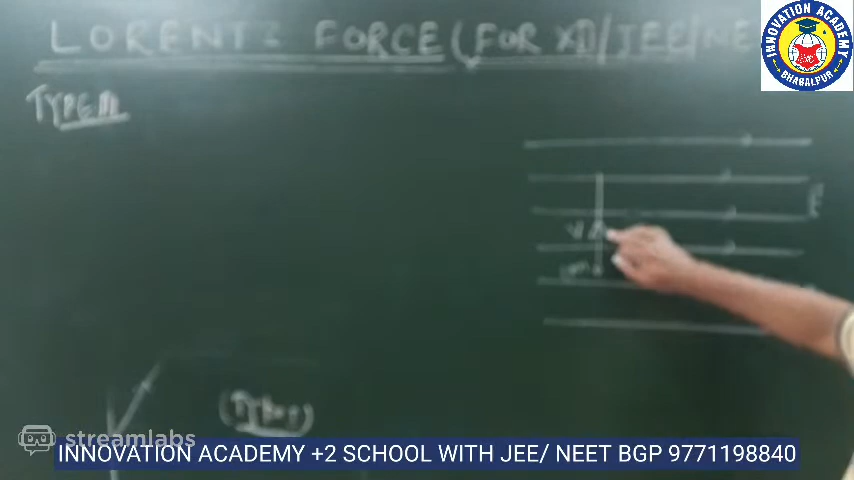 LORENTZ FORCE (FOR XII/JEE/NE
INNOVATION ACADEMY
BHAGALPUR
TYPE
V
streamlabs
INNOVATION ACADEMY +2 SCHOOL WITH JEE/ NEET BGP 9771198840